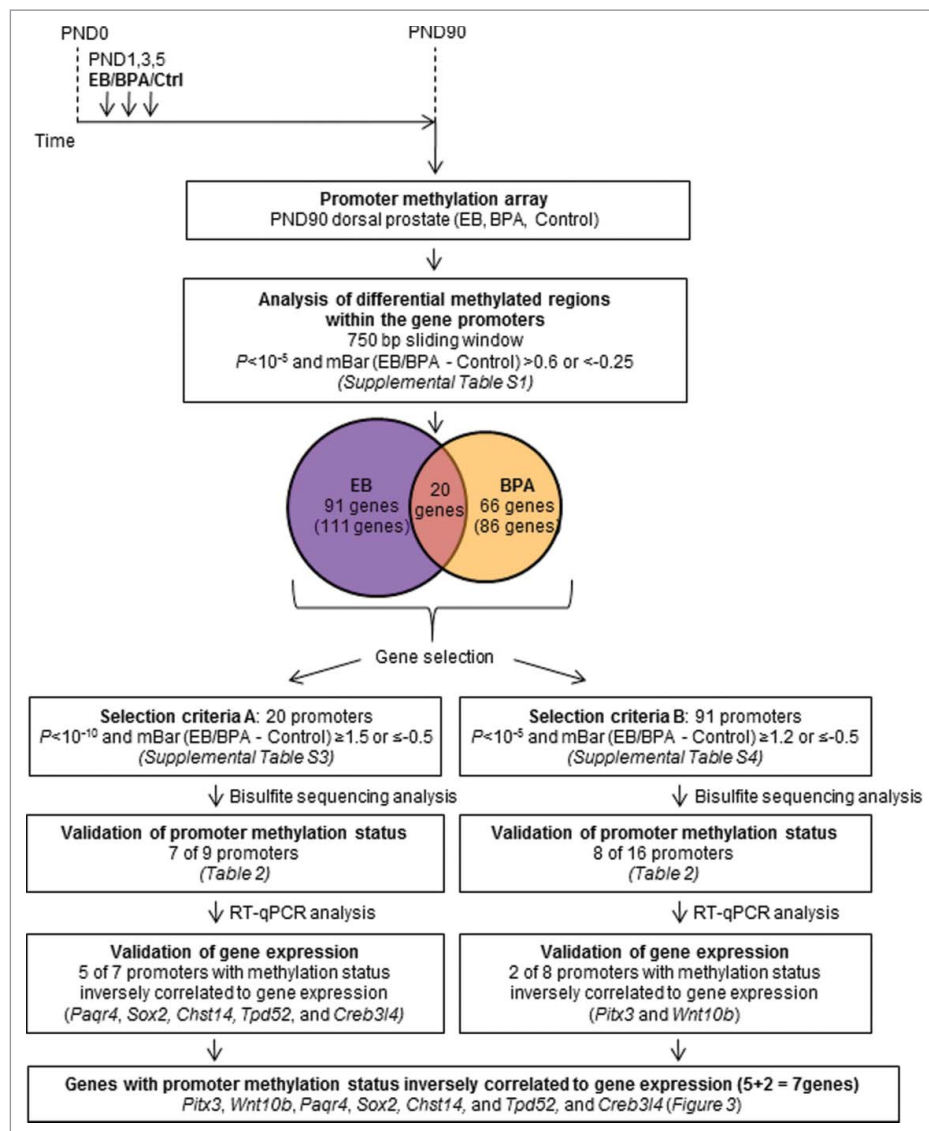 PND0
PND90
PND1,3,5
EB/BPA/Ctrl
Time
Promoter methylation array
PND90 dorsal prostate (EB, BPA, Control)
Analysis of differential methylated regions
within the gene promoters
750 bp sliding window
P<10⁻⁵ and mBar (EB/BPA - Control) >0.6 or <-0.25
(Supplemental Table S1)
EB
91 genes
(111 genes)
20
genes
BPA
66 genes
(86 genes)
Gene selection
Selection criteria A: 20 promoters
P<10⁻¹⁰ and mBar (EB/BPA - Control) ≥1.5 or ≤-0.5
(Supplemental Table S3)
Bisulfite sequencing analysis
Validation of promoter methylation status
7 of 9 promoters
(Table 2)
RT-qPCR analysis
Validation of gene expression
5 of 7 promoters with methylation status
inversely correlated to gene expression
(Paqr4, Sox2, Chst14, Tpd52, and Creb3l4)
Selection criteria B: 91 promoters
P<10⁻⁵ and mBar (EB/BPA - Control) ≥1.2 or ≤-0.5
(Supplemental Table S4)
Bisulfite sequencing analysis
Validation of promoter methylation status
8 of 16 promoters
(Table 2)
RT-qPCR analysis
Validation of gene expression
2 of 8 promoters with methylation status
inversely correlated to gene expression
(Pitx3 and Wnt10b)
Genes with promoter methylation status inversely correlated to gene expression (5+2 = 7genes)
Pitx3, Wnt10b, Paqr4, Sox2, Chst14, and Tpd52, and Creb3l4 (Figure 3)